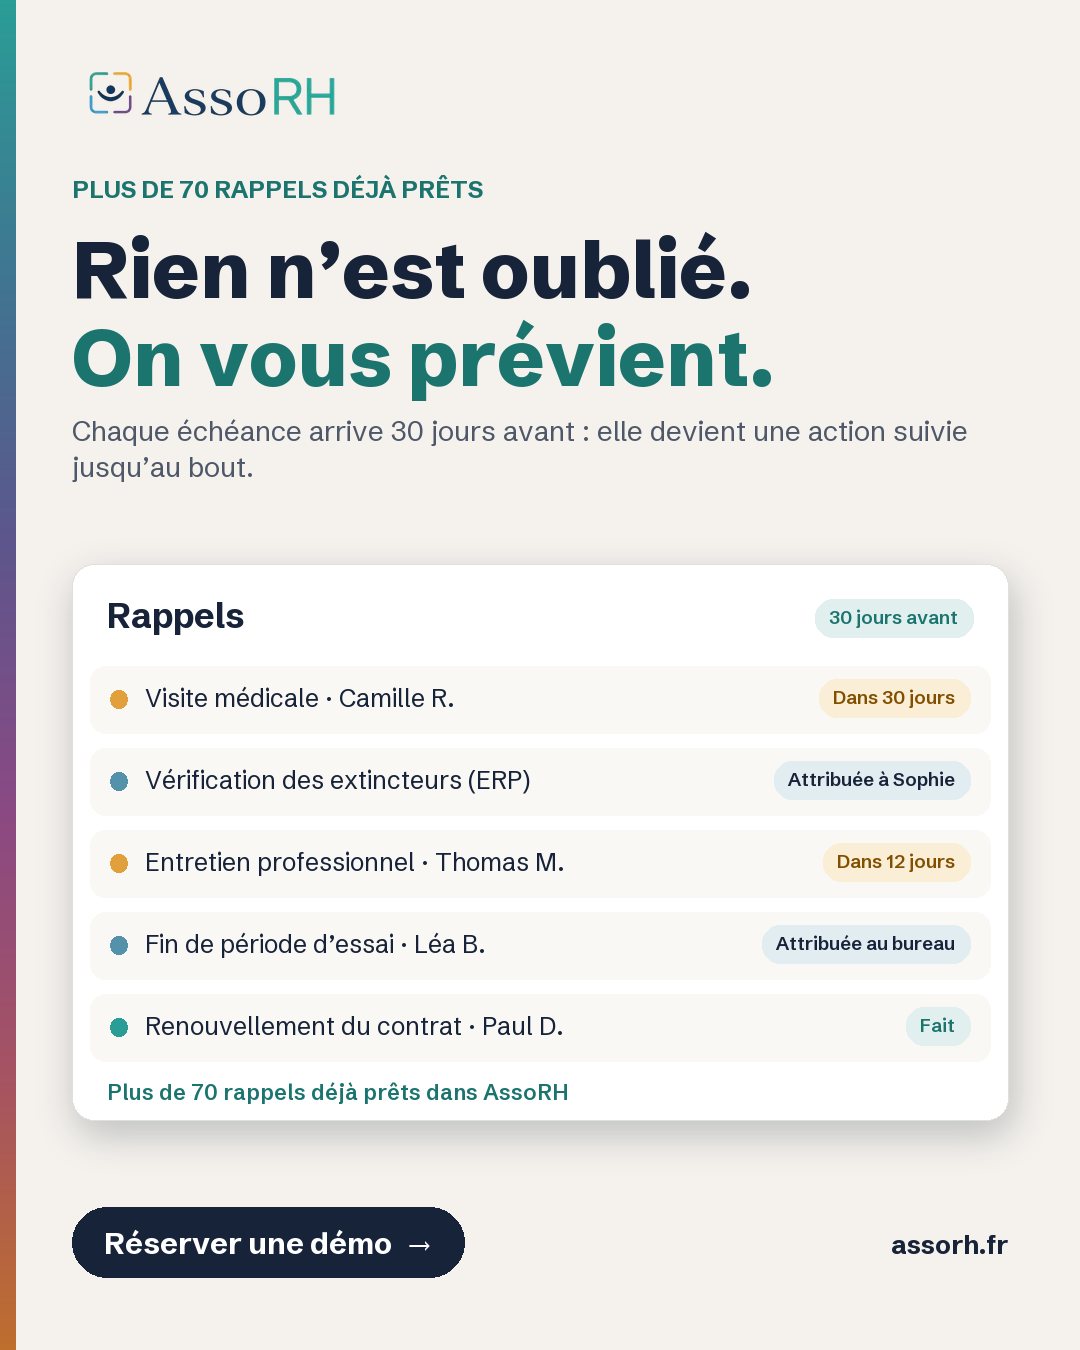 AssoRH
PLUS DE 70 RAPPELS DÉJÀ PRÊTS
Rien n’est oublié.
On vous prévient.
Chaque échéance arrive 30 jours avant : elle devient une action suivie
jusqu’au bout.
Rappels
30 jours avant
Visite médicale · Camille R.
Dans 30 jours
Vérification des extincteurs (ERP)
Attribuée à Sophie
Entretien professionnel · Thomas M.
Dans 12 jours
Fin de période d’essai · Léa B.
Attribuée au bureau
Renouvellement du contrat · Paul D.
Fait
Plus de 70 rappels déjà prêts dans AssoRH
Réserver une démo →
assorh.fr